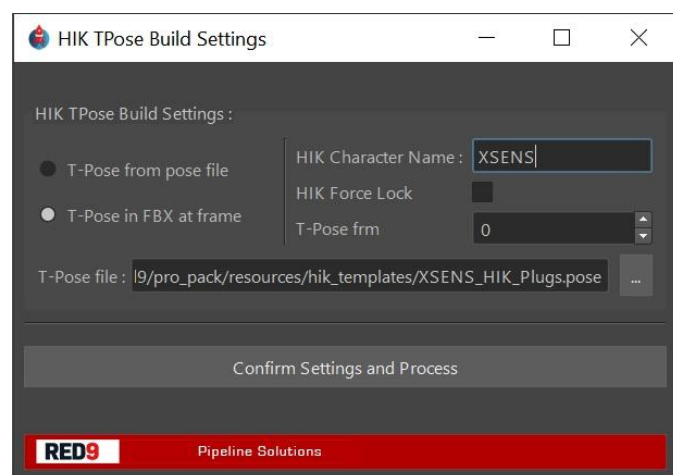 HIK TPose Build Settings
HIK TPose Build Settings :
T-Pose from pose file
T-Pose in FBX at frame
HIK Character Name : XSENS
HIK Force Lock
T-Pose frm 0
T-Pose file : l9/pro_pack/resources/hik_templates/XSENS_HIK_Plugs.pose ...
Confirm Settings and Process
RED9 Pipeline Solutions